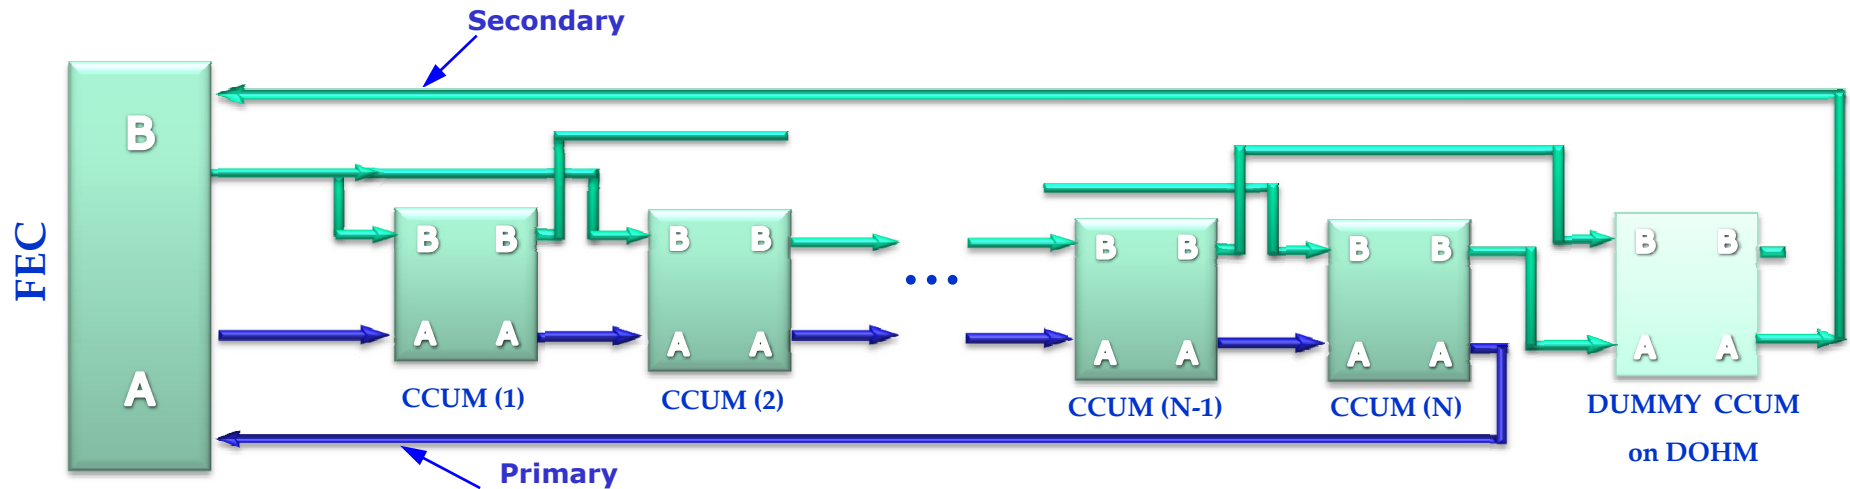 Secondary
B
FEC
A
B B
A A
CCUM (1)
B B
A A
CCUM (2)
...
B B
A A
CCUM (N-1)
B B
A A
CCUM (N)
B B
A A
DUMMY CCUM
on DOHM
Primary